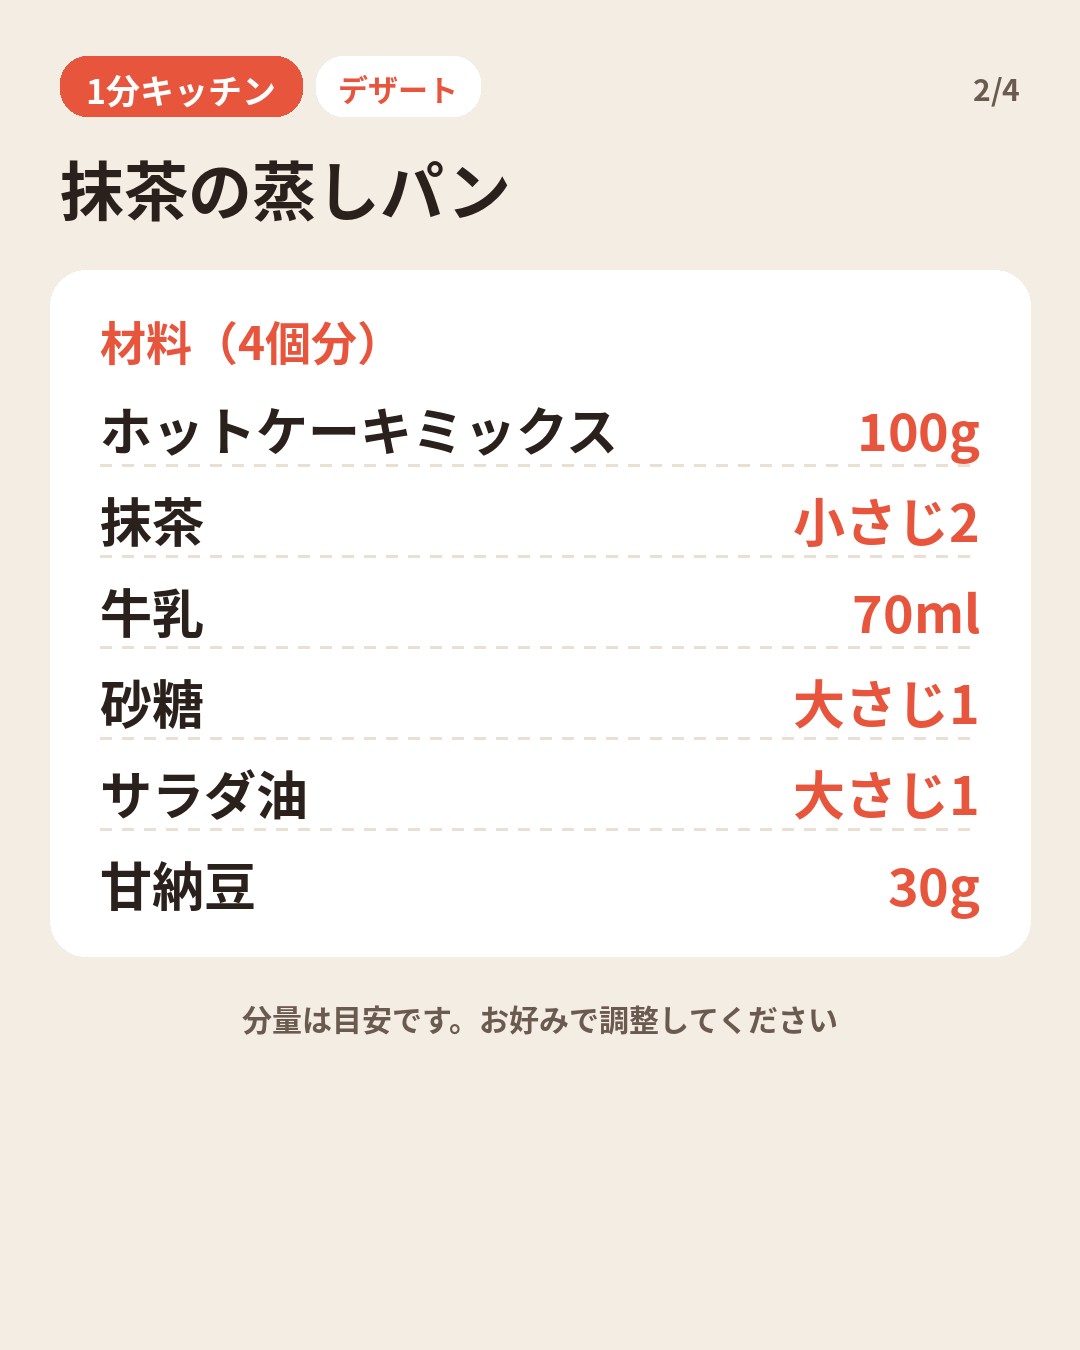 1分キッチン デザート 2/4
抹茶の蒸しパン
材料（4個分）
ホットケーキミックス 100g
抹茶 小さじ2
牛乳 70ml
砂糖 大さじ1
サラダ油 大さじ1
甘納豆 30g
分量は目安です。お好みで調整してください